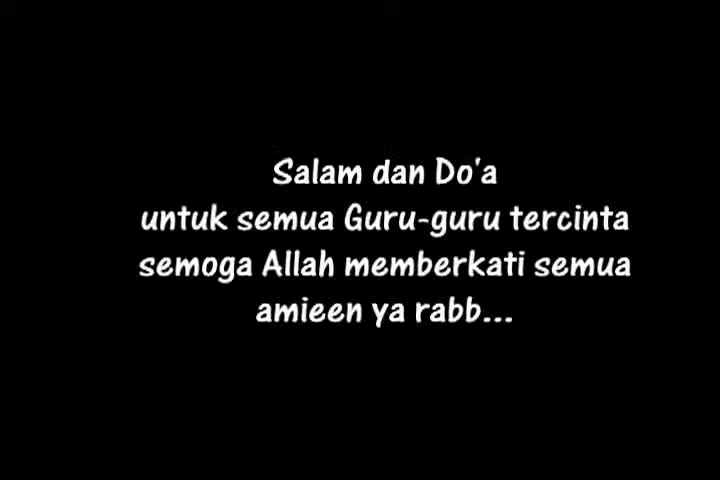 Salam dan Do'a
untuk semua Guru-guru tercinta
semoga Allah memberkati semua
amieen ya rabb...